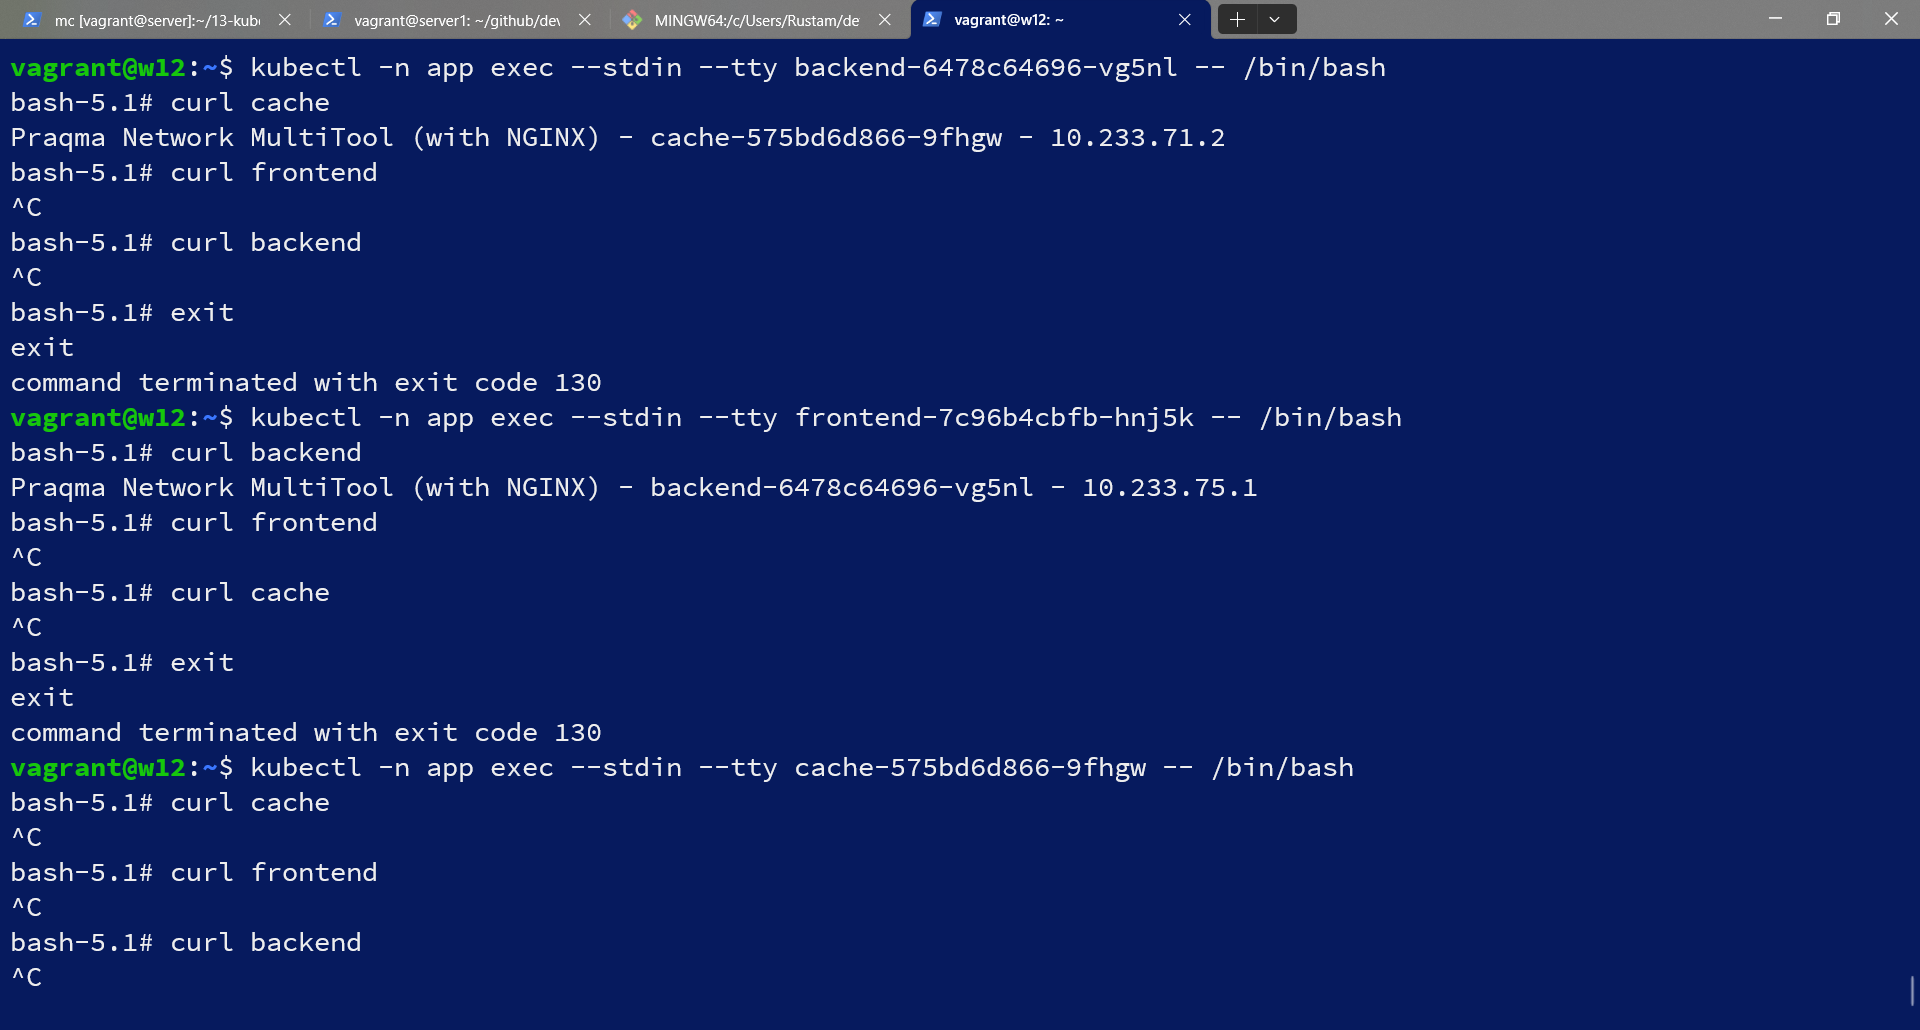 mc [vagrant@server]:~/13-kube
vagrant@server1: ~/github/dev
MINGW64:/c/Users/Rustam/de
vagrant@w12: ~
vagrant@w12:~$ kubectl -n app exec --stdin --tty backend-6478c64696-vg5nl -- /bin/bash
bash-5.1# curl cache
Praqma Network MultiTool (with NGINX) - cache-575bd6d866-9fhgw - 10.233.71.2
bash-5.1# curl frontend
^C
bash-5.1# curl backend
^C
bash-5.1# exit
exit
command terminated with exit code 130
vagrant@w12:~$ kubectl -n app exec --stdin --tty frontend-7c96b4cbfb-hnj5k -- /bin/bash
bash-5.1# curl backend
Praqma Network MultiTool (with NGINX) - backend-6478c64696-vg5nl - 10.233.75.1
bash-5.1# curl frontend
^C
bash-5.1# curl cache
^C
bash-5.1# exit
exit
command terminated with exit code 130
vagrant@w12:~$ kubectl -n app exec --stdin --tty cache-575bd6d866-9fhgw -- /bin/bash
bash-5.1# curl cache
^C
bash-5.1# curl frontend
^C
bash-5.1# curl backend
^C